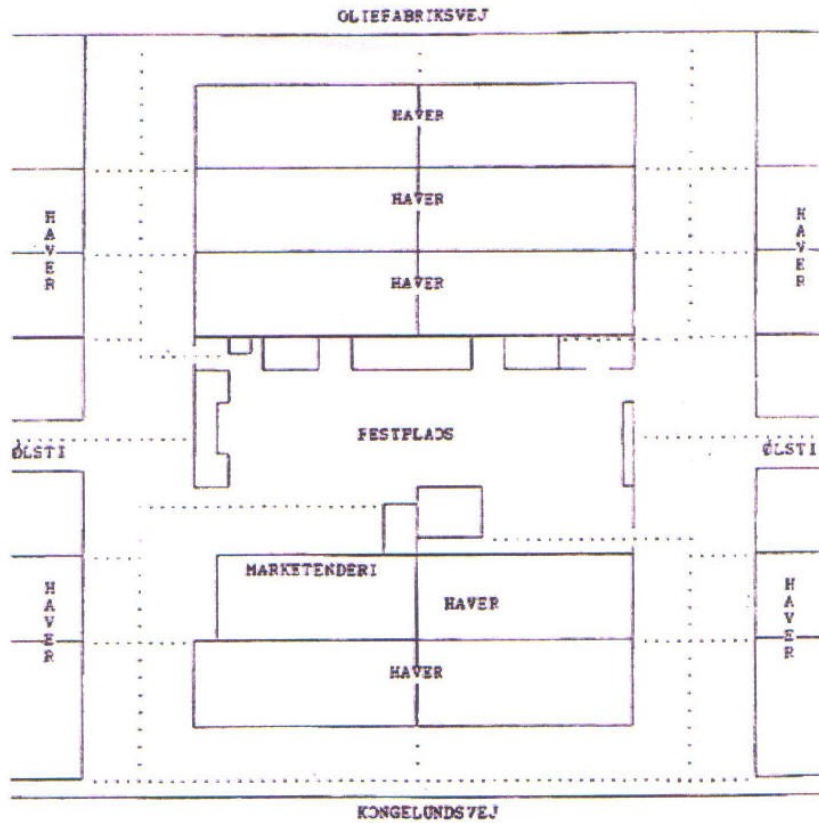 OLIEFABRIKSVEJ
HAVER
HAVER
HAVER
HAVER
HAVER
FESTPLADS
ØLSTI
ØLSTI
MARKETENDERI
HAVER
HAVER
HAVER
HAVER
KONGELUNDSVEJ